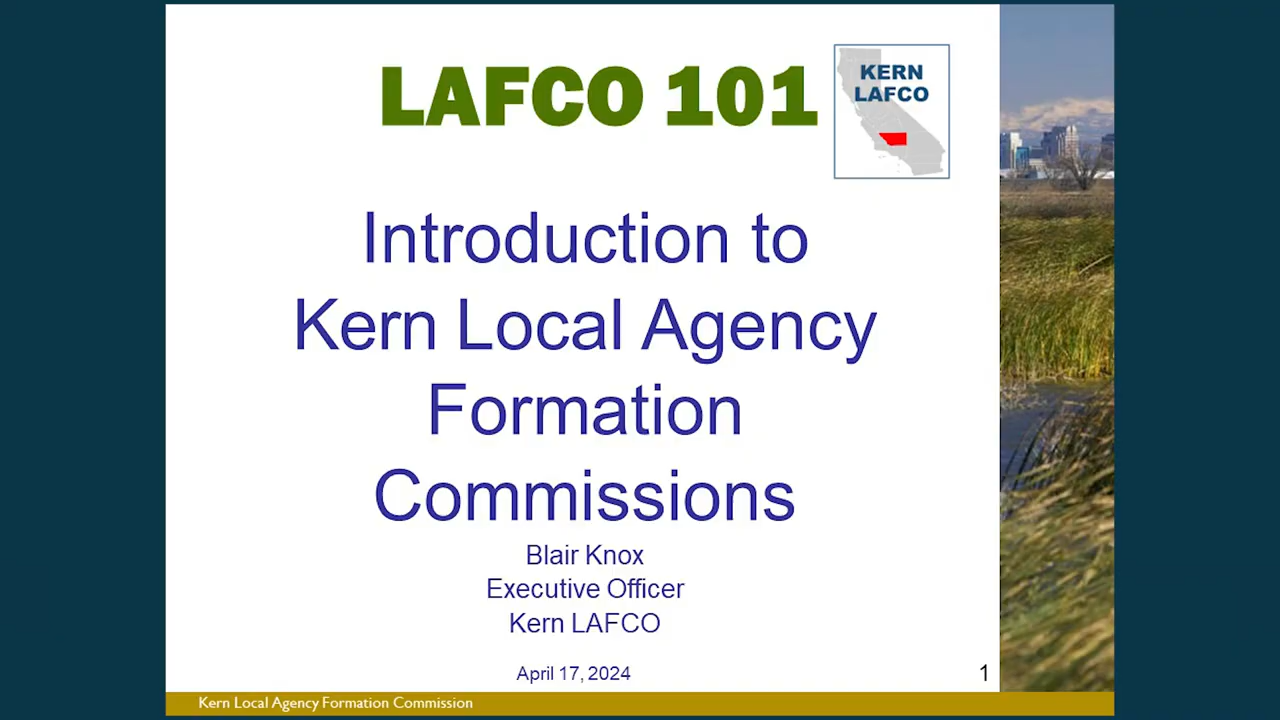 LAFCO 101
KERN
LAFCO
Introduction to
Kern Local Agency
Formation
Commissions
Blair Knox
Executive Officer
Kern LAFCO
April 17, 2024
1
Kern Local Agency Formation Commission